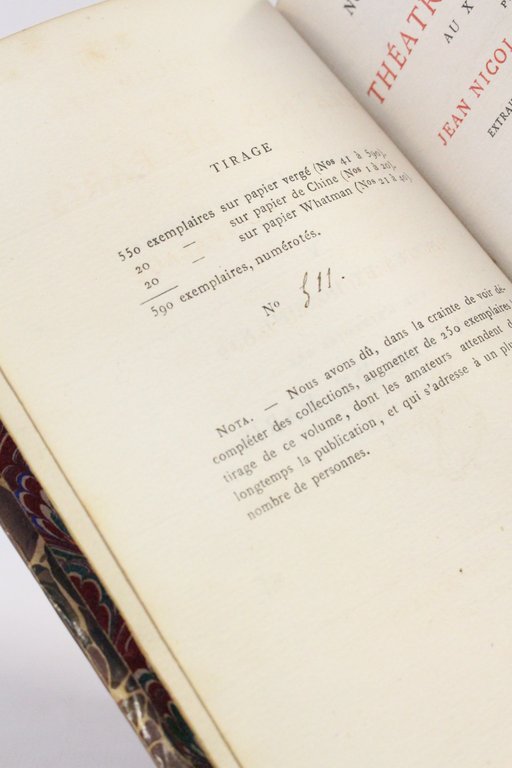 TIRAGE
550 exemplaires sur papier vergé (Nos 41 à 590).
20 — sur papier de Chine (Nos 1 à 20).
20 — sur papier Whatman (Nos 21 à 40).
590 exemplaires, numérotés.
No 511.
NOTA. — Nous avons dû, dans la crainte de voir dé-
compléter des collections, augmenter de 250 exemplaires l
tirage de ce volume, dont les amateurs attendent d
longtemps la publication, et qui s'adresse à un plu
nombre de personnes.
THÉATR
AU X
JEAN NICOL
EXTRAI